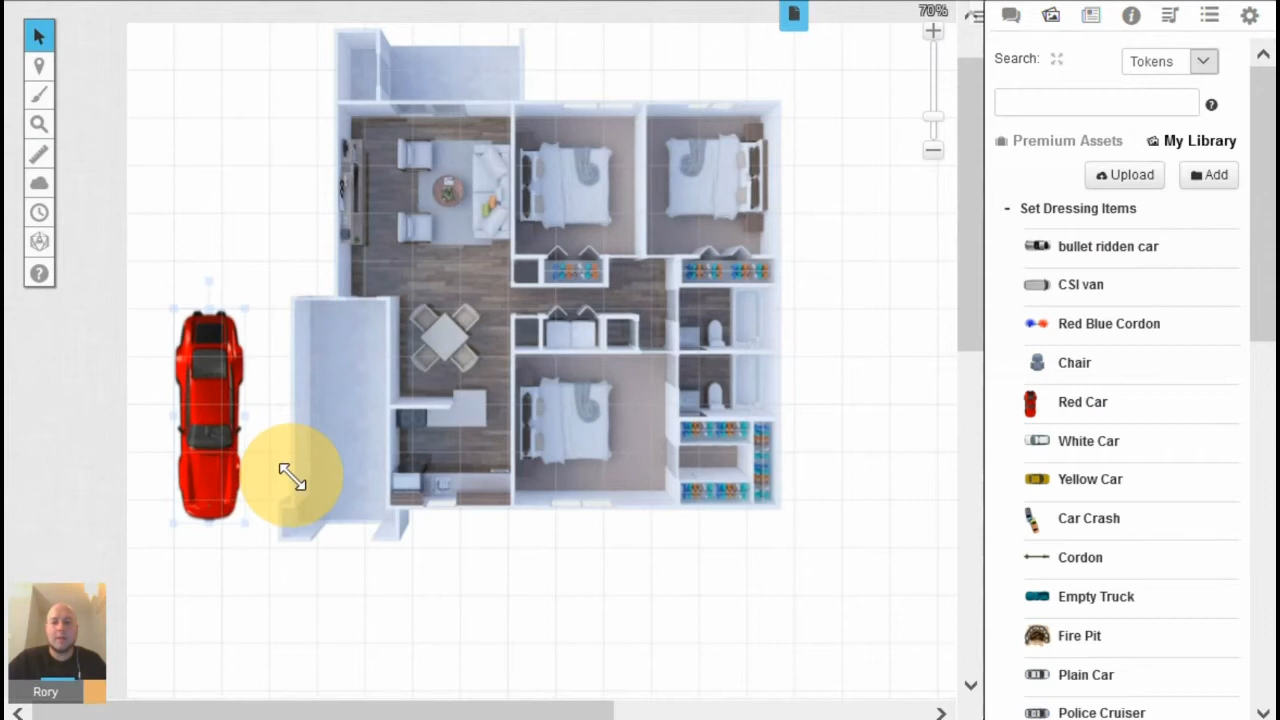 70%
Search:
Tokens
Premium Assets
My Library
Upload
Add
- Set Dressing Items
bullet ridden car
CSI van
Red Blue Cordon
Chair
Red Car
White Car
Yellow Car
Car Crash
Cordon
Empty Truck
Fire Pit
Plain Car
Police Cruiser
Rory